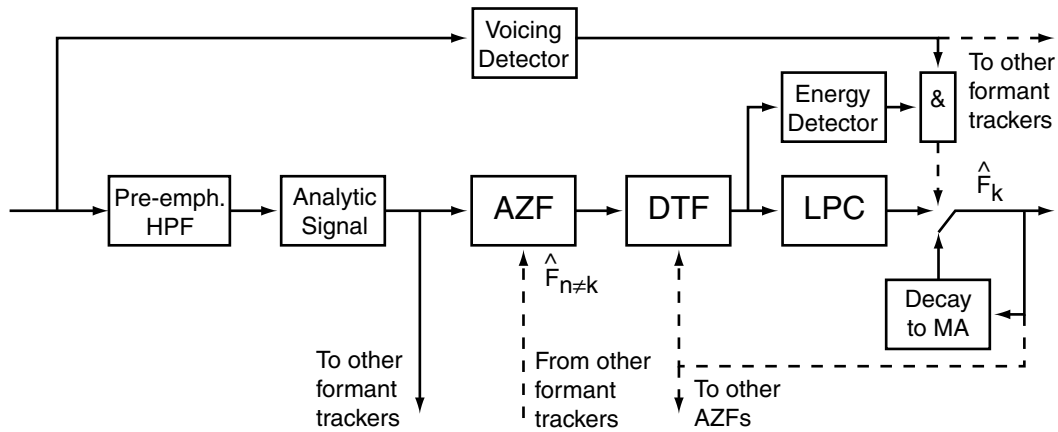 Voicing
Detector
To other
formant
trackers
Energy
Detector
&
Pre-emph.
HPF
Analytic
Signal
AZF
DTF
LPC
F̂k
F̂n≠k
Decay
to MA
To other
formant
trackers
From other
formant
trackers
To other
AZFs